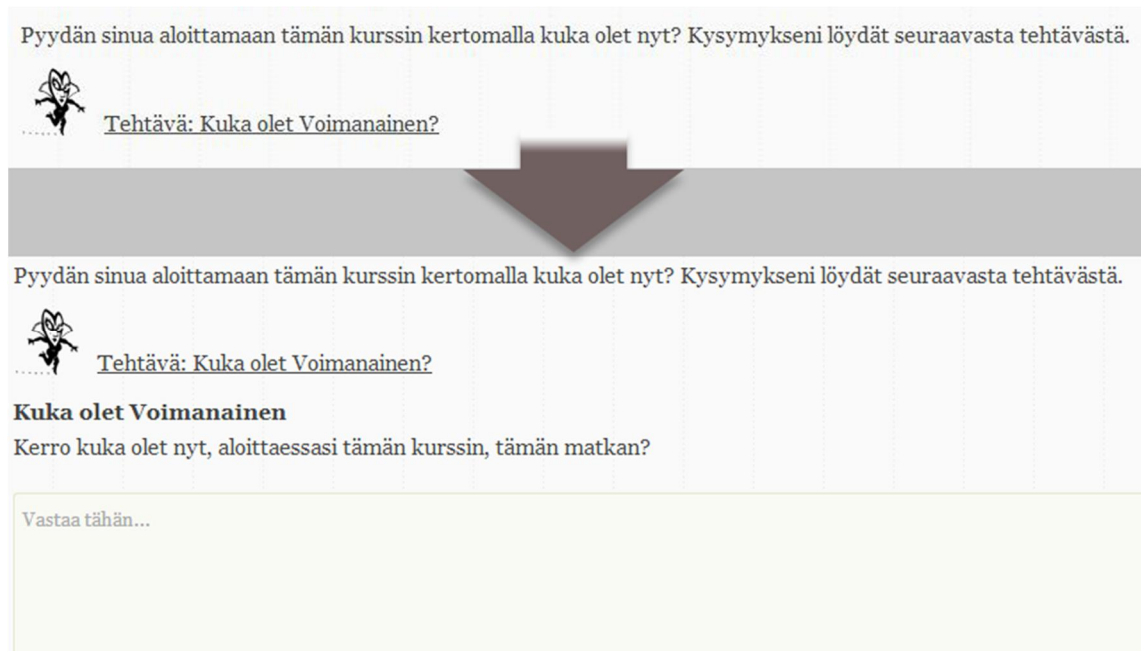 Pyydän sinua aloittamaan tämän kurssin kertomalla kuka olet nyt? Kysymykseni löydät seuraavasta tehtävästä.
Tehtävä: Kuka olet Voimanainen?
Pyydän sinua aloittamaan tämän kurssin kertomalla kuka olet nyt? Kysymykseni löydät seuraavasta tehtävästä.
Tehtävä: Kuka olet Voimanainen?
Kuka olet Voimanainen
Kerro kuka olet nyt, aloittaessasi tämän kurssin, tämän matkan?
Vastaa tähän...